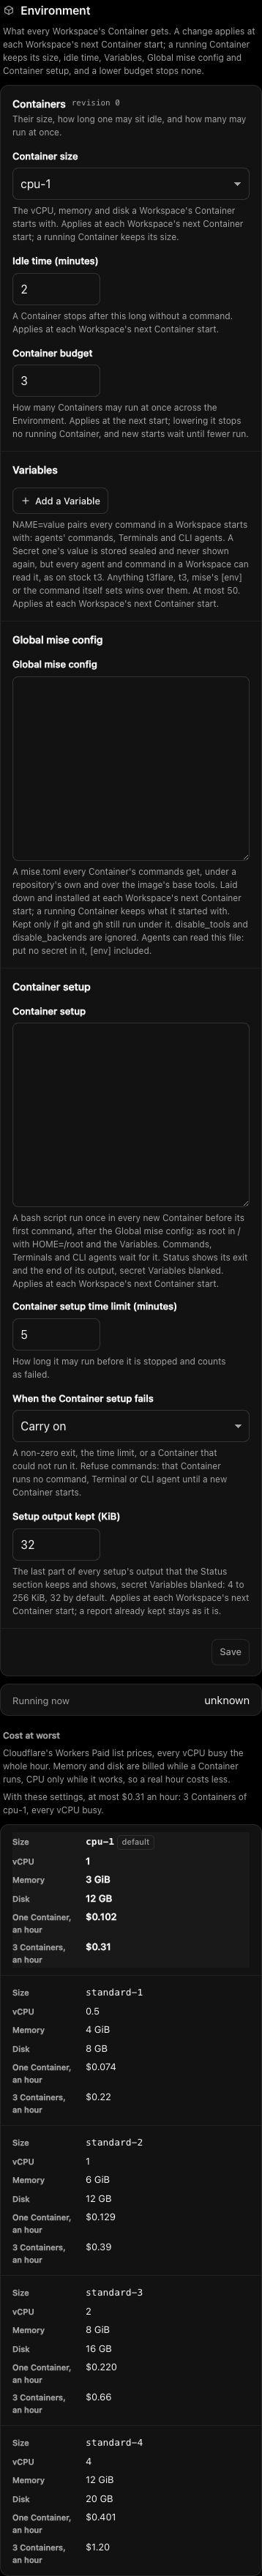 Environment
What every Workspace's Container gets. A change applies at
each Workspace's next Container start; a running Container
keeps its size, idle time, Variables, Global mise config and
Container setup, and a lower budget stops none.
Containers revision 0
Their size, how long one may sit idle, and how many may
run at once.
Container size
cpu-1
The vCPU, memory and disk a Workspace's Container
starts with. Applies at each Workspace's next Container
start; a running Container keeps its size.
Idle time (minutes)
2
A Container stops after this long without a command.
Applies at each Workspace's next Container start.
Container budget
3
How many Containers may run at once across the
Environment. Applies at the next start; lowering it stops
no running Container, and new starts wait until fewer run.
Variables
+ Add a Variable
NAME=value pairs every command in a Workspace starts
with: agents' commands, Terminals and CLI agents. A
Secret one's value is stored sealed and never shown
again, but every agent and command in a Workspace can
read it, as on stock t3. Anything t3flare, t3, mise's [env]
or the command itself sets wins over them. At most 50.
Applies at each Workspace's next Container start.
Global mise config
Global mise config
A mise.toml every Container's commands get, under a
repository's own and over the image's base tools. Laid
down and installed at each Workspace's next Container
start; a running Container keeps what it started with.
Kept only if git and gh still run under it. disable_tools and
disable_backends are ignored. Agents can read this file:
put no secret in it, [env] included.
Container setup
Container setup
A bash script run once in every new Container before its
first command, after the Global mise config: as root in /
with HOME=/root and the Variables. Commands,
Terminals and CLI agents wait for it. Status shows its exit
and the end of its output, secret Variables blanked.
Applies at each Workspace's next Container start.
Container setup time limit (minutes)
5
How long it may run before it is stopped and counts
as failed.
When the Container setup fails
Carry on
A non-zero exit, the time limit, or a Container that
could not run it. Refuse commands: that Container
runs no command, Terminal or CLI agent until a new
Container starts.
Setup output kept (KiB)
32
The last part of every setup's output that the Status
section keeps and shows, secret Variables blanked: 4 to
256 KiB, 32 by default. Applies at each Workspace's next
Container start; a report already kept stays as it is.
Save
Running now unknown
Cost at worst
Cloudflare's Workers Paid list prices, every vCPU busy the
whole hour. Memory and disk are billed while a Container
runs, CPU only while it works, so a real hour costs less.
With these settings, at most $0.31 an hour: 3 Containers of
cpu-1, every vCPU busy.
Size cpu-1 default
vCPU 1
Memory 3 GiB
Disk 12 GB
One Container, $0.102
an hour
3 Containers, $0.31
an hour
Size standard-1
vCPU 0.5
Memory 4 GiB
Disk 8 GB
One Container, $0.074
an hour
3 Containers, $0.22
an hour
Size standard-2
vCPU 1
Memory 6 GiB
Disk 12 GB
One Container, $0.129
an hour
3 Containers, $0.39
an hour
Size standard-3
vCPU 2
Memory 8 GiB
Disk 16 GB
One Container, $0.220
an hour
3 Containers, $0.66
an hour
Size standard-4
vCPU 4
Memory 12 GiB
Disk 20 GB
One Container, $0.401
an hour
3 Containers, $1.20
an hour